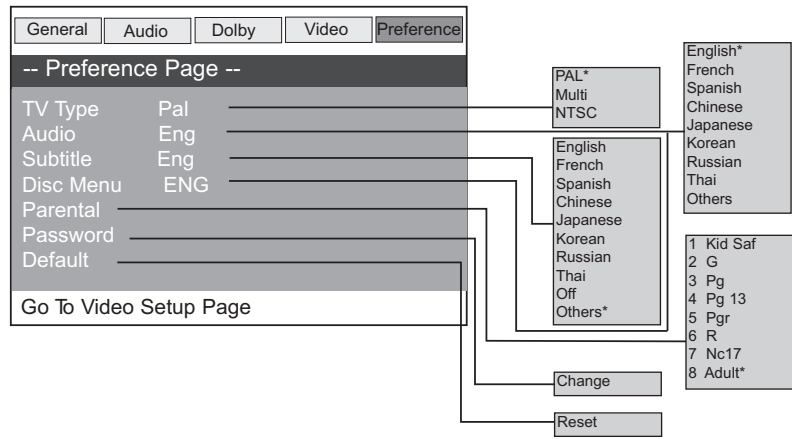 General Audio Dolby Video Preference
-- Preference Page --
TV Type Pal
Audio Eng
Subtitle Eng
Disc Menu ENG
Parental
Password
Default
Go To Video Setup Page
PAL*
Multi
NTSC
English
French
Spanish
Chinese
Japanese
Korean
Russian
Thai
Off
Others*
Change
Reset
English*
French
Spanish
Chinese
Japanese
Korean
Russian
Thai
Others
1 Kid Saf
2 G
3 Pg
4 Pg 13
5 Pgr
6 R
7 Nc17
8 Adult*